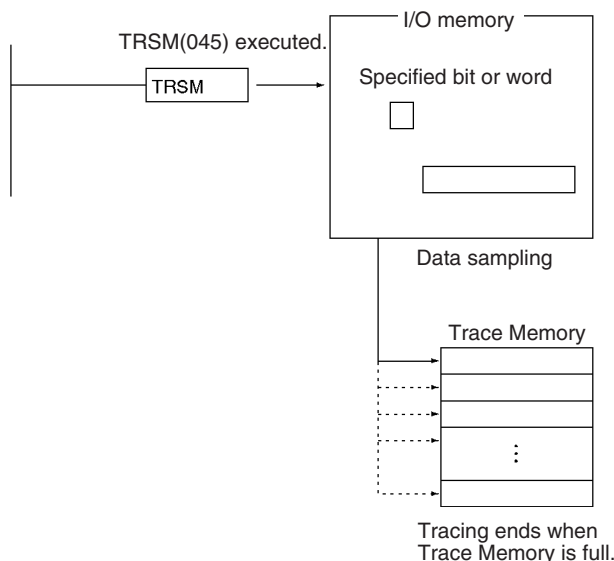 I/O memory
TRSM(045) executed.
TRSM
Specified bit or word
Data sampling
Trace Memory
Tracing ends when
Trace Memory is full.